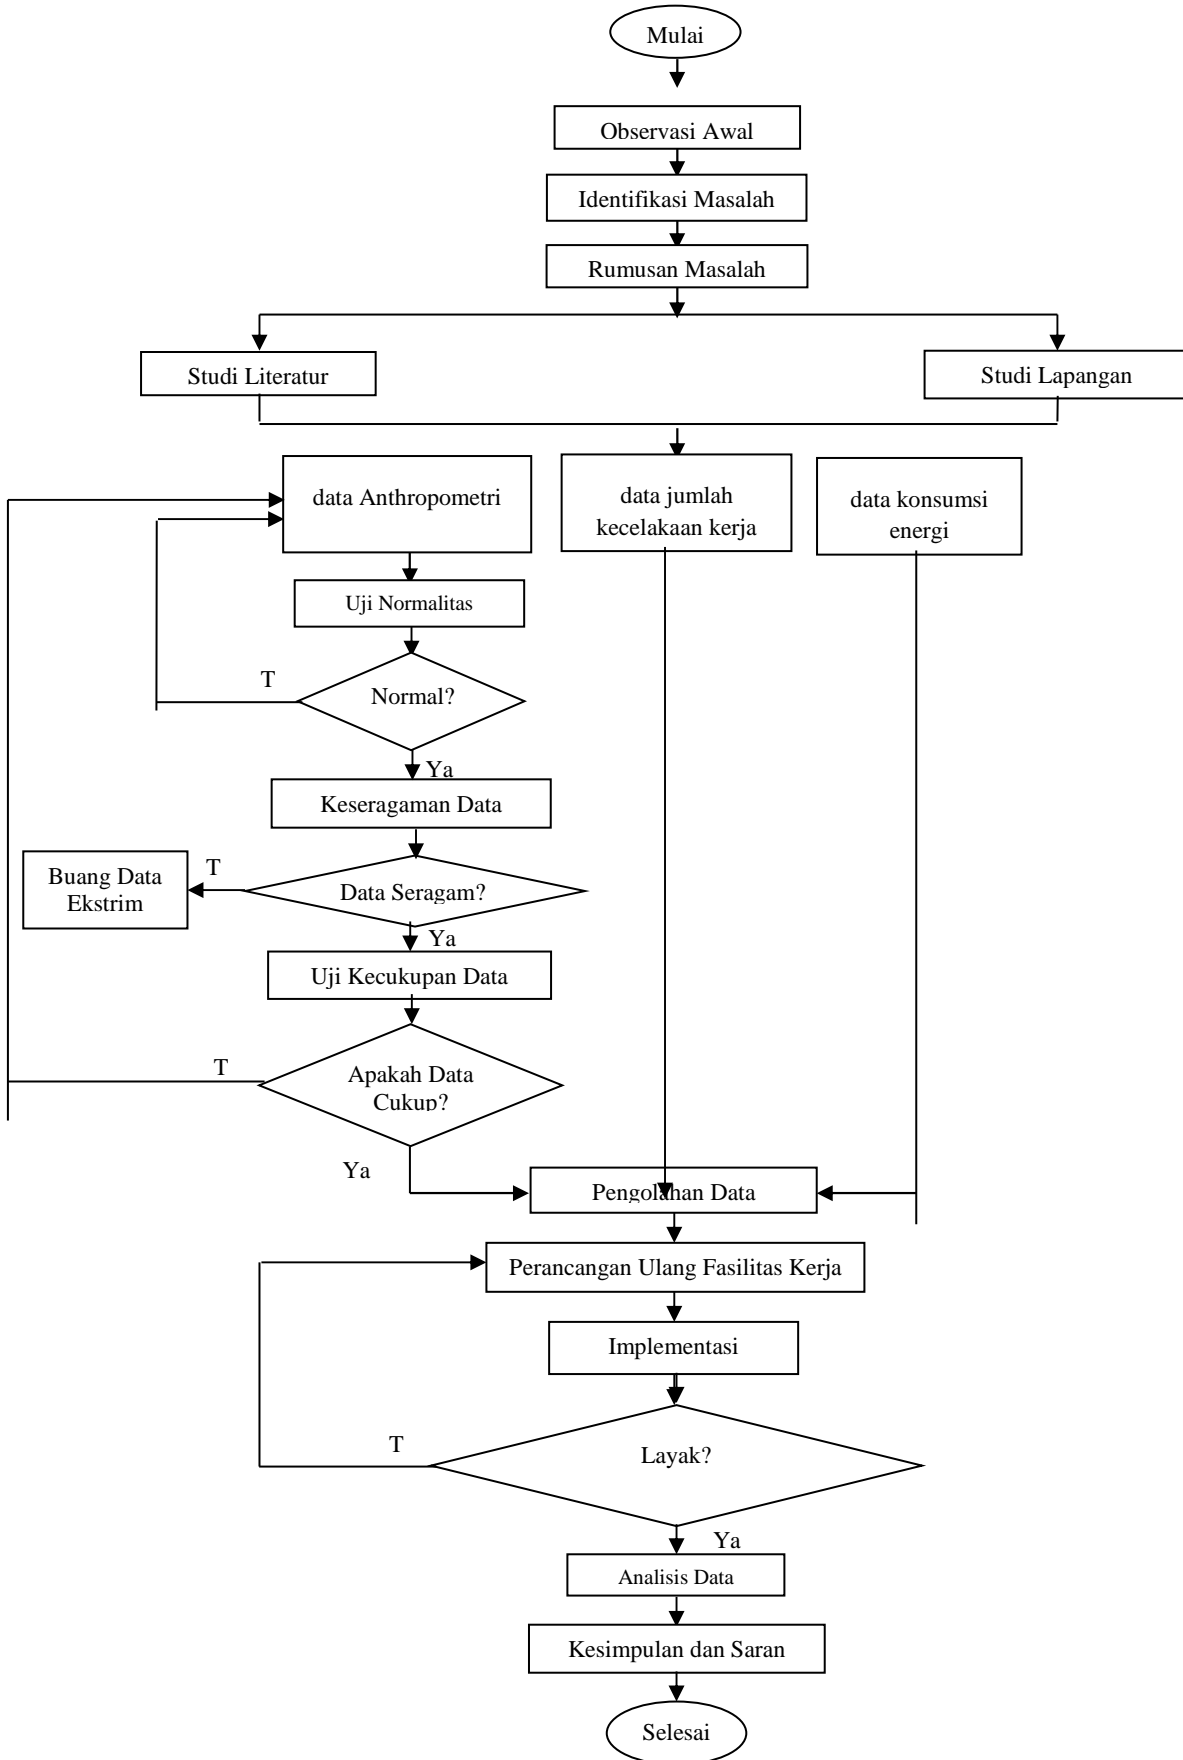 Mulai
Observasi Awal
Identifikasi Masalah
Rumusan Masalah
Studi Literatur
Studi Lapangan
data Anthropometri
data jumlah
kecelakaan kerja
data konsumsi
energi
Uji Normalitas
T
Normal?
Ya
Keseragaman Data
Buang Data
Ekstrim
T
Data Seragam?
Ya
Uji Kecukupan Data
T
Apakah Data
Cukup?
Ya
Pengolahan Data
Perancangan Ulang Fasilitas Kerja
Implementasi
T
Layak?
Ya
Analisis Data
Kesimpulan dan Saran
Selesai